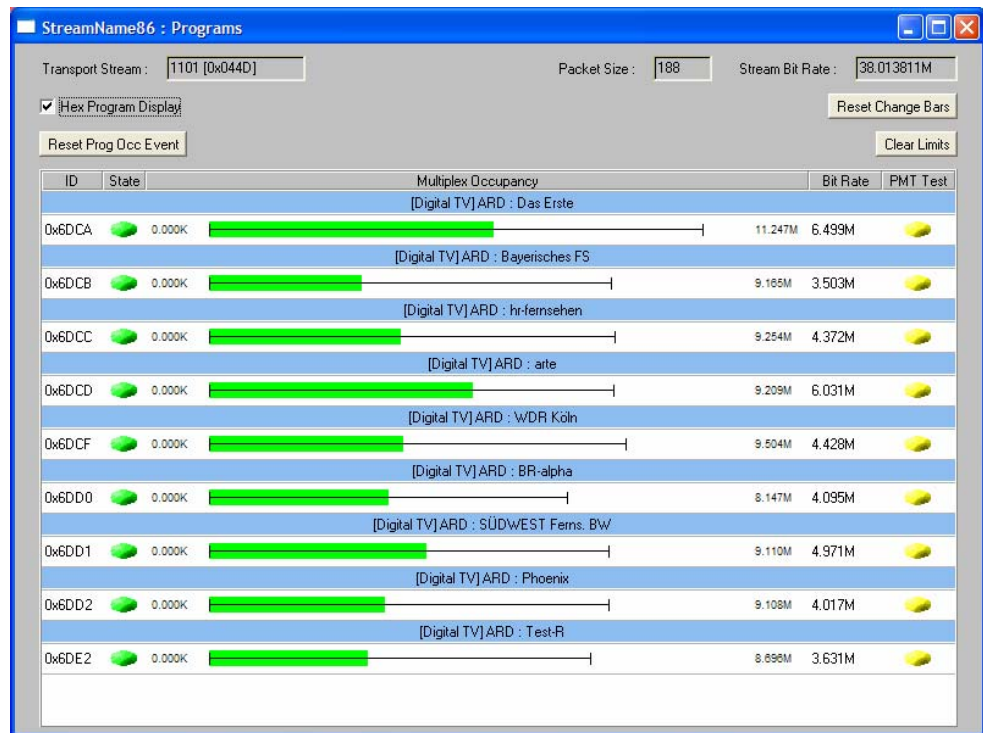 StreamName86 : Programs
Transport Stream : 1101 [0x044D] Packet Size : 188 Stream Bit Rate : 38.013811M
Hex Program Display Reset Change Bars
Reset Prog Occ Event Clear Limits
ID State Multiplex Occupancy Bit Rate PMT Test
[Digital TV] ARD : Das Erste
0x6DCA 0.000K 11.247M 6.499M
[Digital TV] ARD : Bayerisches FS
0x6DCB 0.000K 9.165M 3.503M
[Digital TV] ARD : hr-fernsehen
0x6DCC 0.000K 9.254M 4.372M
[Digital TV] ARD : arte
0x6DCD 0.000K 9.209M 6.031M
[Digital TV] ARD : WDR Köln
0x6DCF 0.000K 9.504M 4.428M
[Digital TV] ARD : BR-alpha
0x6DD0 0.000K 8.147M 4.095M
[Digital TV] ARD : SÜDWEST Ferns. BW
0x6DD1 0.000K 9.110M 4.971M
[Digital TV] ARD : Phoenix
0x6DD2 0.000K 9.108M 4.017M
[Digital TV] ARD : Test-R
0x6DE2 0.000K 8.696M 3.631M